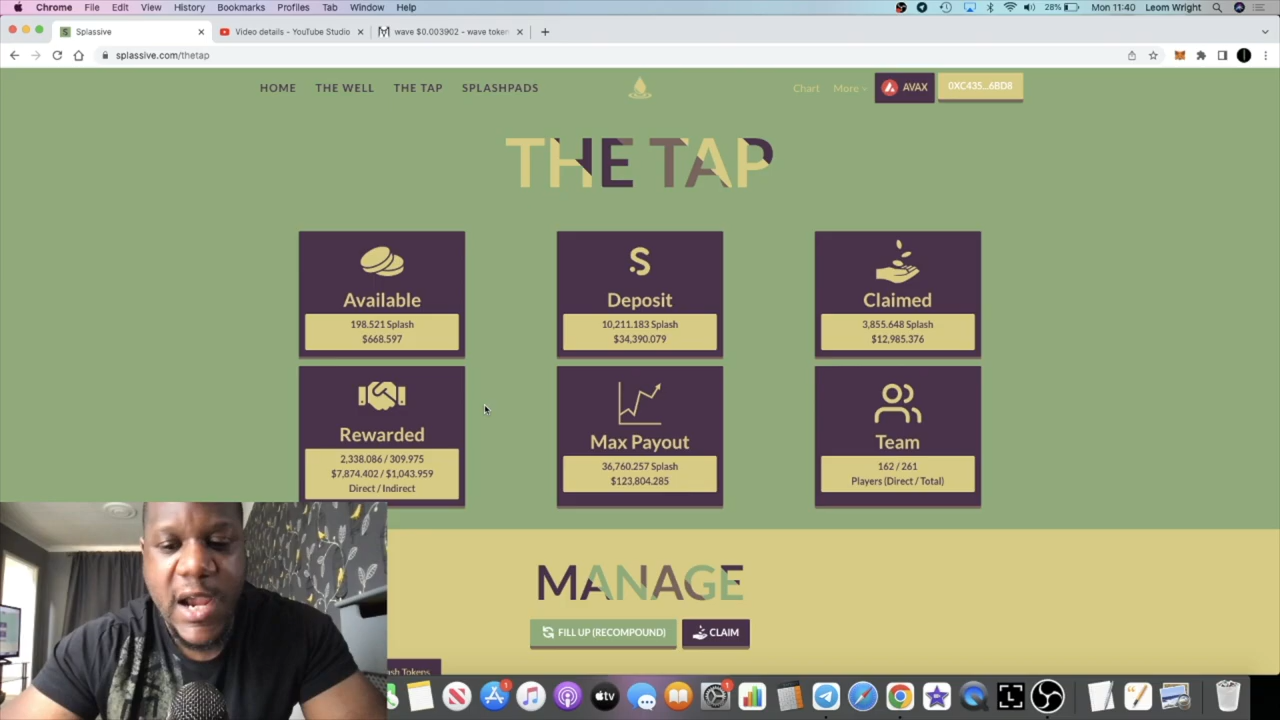 Chrome File Edit View History Bookmarks Profiles Tab Window Help 28% Mon 11:40 Leom Wright
Splassive Video details - YouTube Studio wave $0.003902 - wave token
splassive.com/thetap
HOME THE WELL THE TAP SPLASHPADS Chart More AVAX 0XC435...6BD8
THE TAP
Available
198.521 Splash
$668.597
Deposit
10,211.183 Splash
$34,390.079
Claimed
3,855.648 Splash
$12,985.376
Rewarded
2,338.086 / 309.975
$7,874.402 / $1,043.959
Direct / Indirect
Max Payout
36,760.257 Splash
$123,804.285
Team
162 / 261
Players (Direct / Total)
MANAGE
FILL UP (RECOMPOUND) CLAIM
Tokens
tv